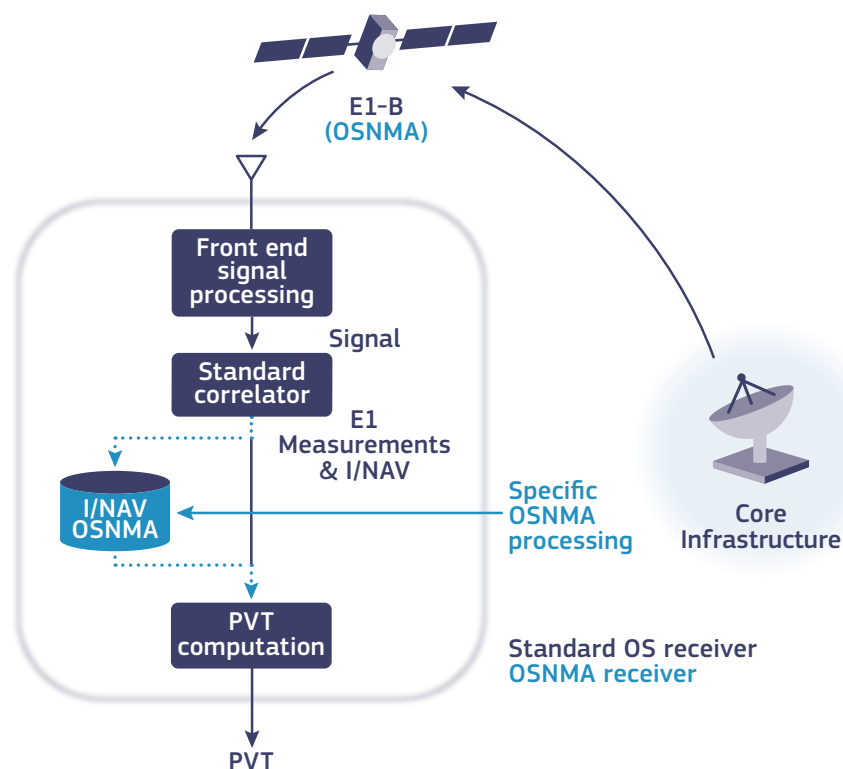 E1-B
(OSNMA)
Front end
signal
processing
Signal
Standard
correlator
E1
Measurements
& I/NAV
I/NAV
OSNMA
Specific
OSNMA
processing
Core
Infrastructure
PVT
computation
Standard OS receiver
OSNMA receiver
PVT